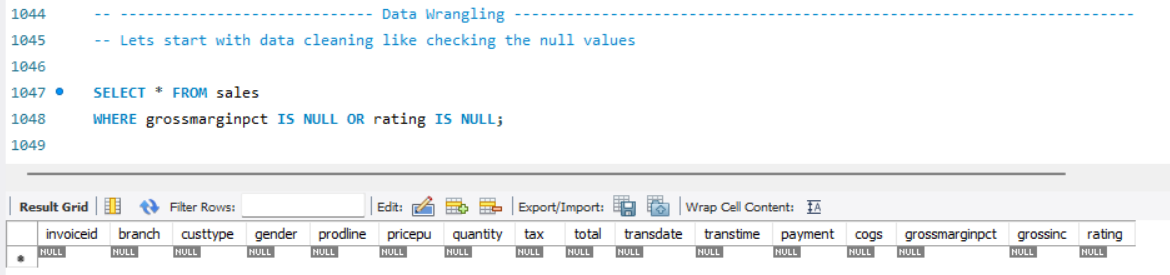 1044 -- ---------------------------- Data Wrangling ----------------------------------------------------------------------
1045 -- Lets start with data cleaning like checking the null values
1046
1047 SELECT * FROM sales
1048 WHERE grossmarginpct IS NULL OR rating IS NULL;
1049
Result Grid Filter Rows: Edit: Export/Import: Wrap Cell Content: IA
invoiceid branch custtype gender prodline pricepu quantity tax total transdate transtime payment cogs grossmarginpct grossinc rating
NULL NULL NULL NULL NULL NULL NULL NULL NULL NULL NULL NULL NULL NULL NULL NULL